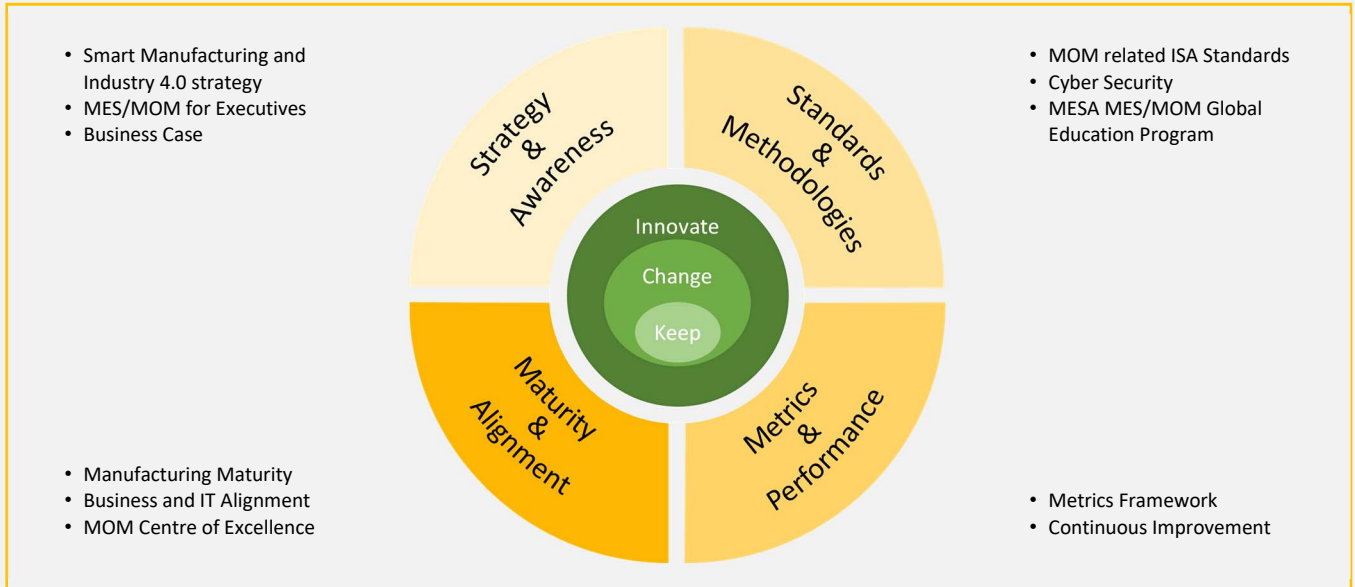 • Smart Manufacturing and
Industry 4.0 strategy
• MES/MOM for Executives
• Business Case
• MOM related ISA Standards
• Cyber Security
• MESA MES/MOM Global
Education Program
Strategy
&
Awareness
Standards
&
Methodologies
Innovate
Change
Keep
Maturity
&
Alignment
Metrics
&
Performance
• Manufacturing Maturity
• Business and IT Alignment
• MOM Centre of Excellence
• Metrics Framework
• Continuous Improvement